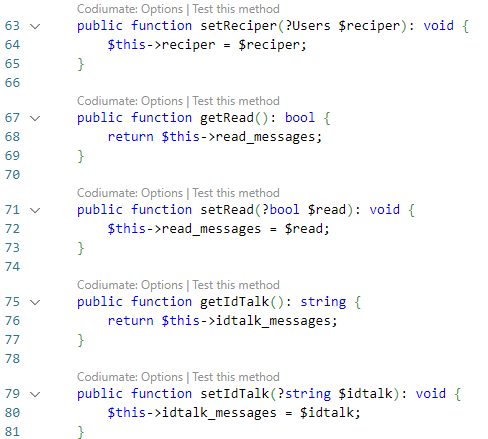 Codiumate: Options | Test this method
63 public function setReciper(?Users $reciper): void {
64 $this->reciper = $reciper;
65 }
66
Codiumate: Options | Test this method
67 public function getRead(): bool {
68 return $this->read_messages;
69 }
70
Codiumate: Options | Test this method
71 public function setRead(?bool $read): void {
72 $this->read_messages = $read;
73 }
74
Codiumate: Options | Test this method
75 public function getIdTalk(): string {
76 return $this->idtalk_messages;
77 }
78
Codiumate: Options | Test this method
79 public function setIdTalk(?string $idtalk): void {
80 $this->idtalk_messages = $idtalk;
81 }